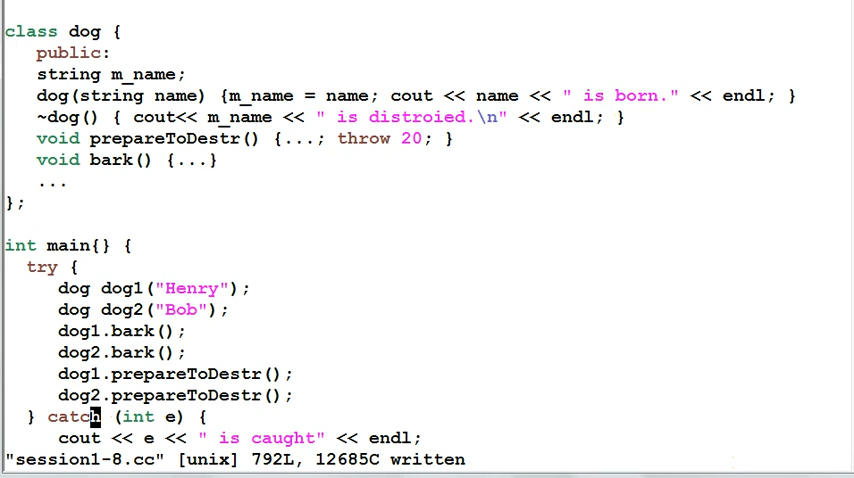 class dog {
public:
string m_name;
dog(string name) {m_name = name; cout << name << " is born." << endl; }
~dog() { cout<< m_name << " is distroied.\n" << endl; }
void prepareToDestr() {...; throw 20; }
void bark() {...}
...
};
int main{} {
try {
dog dog1("Henry");
dog dog2("Bob");
dog1.bark();
dog2.bark();
dog1.prepareToDestr();
dog2.prepareToDestr();
} catch (int e) {
cout << e << " is caught" << endl;
"session1-8.cc" [unix] 792L, 12685C written